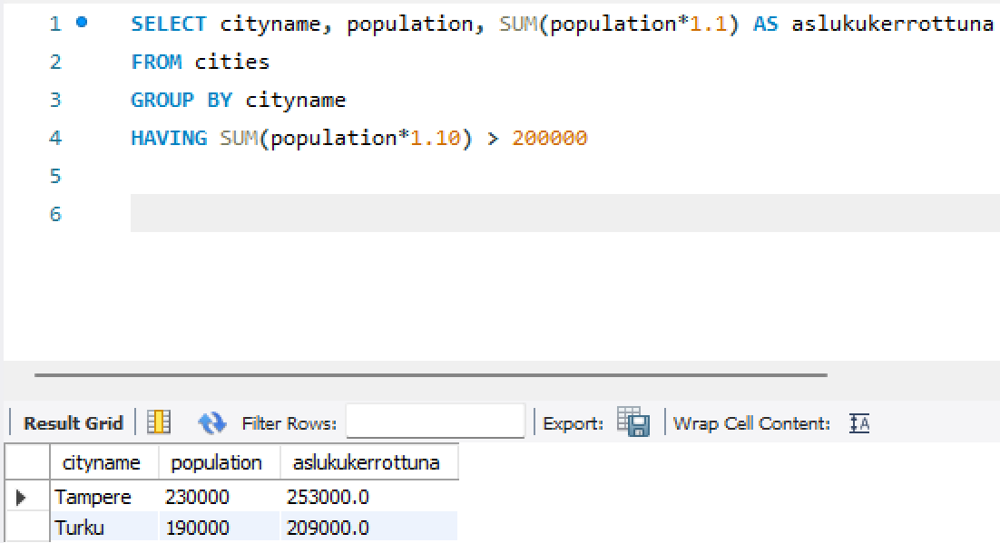 1 SELECT cityname, population, SUM(population*1.1) AS aslukukerrottuna
2 FROM cities
3 GROUP BY cityname
4 HAVING SUM(population*1.10) > 200000
5
6
Result Grid Filter Rows: Export: Wrap Cell Content: IA
cityname population aslukukerrottuna
Tampere 230000 253000.0
Turku 190000 209000.0